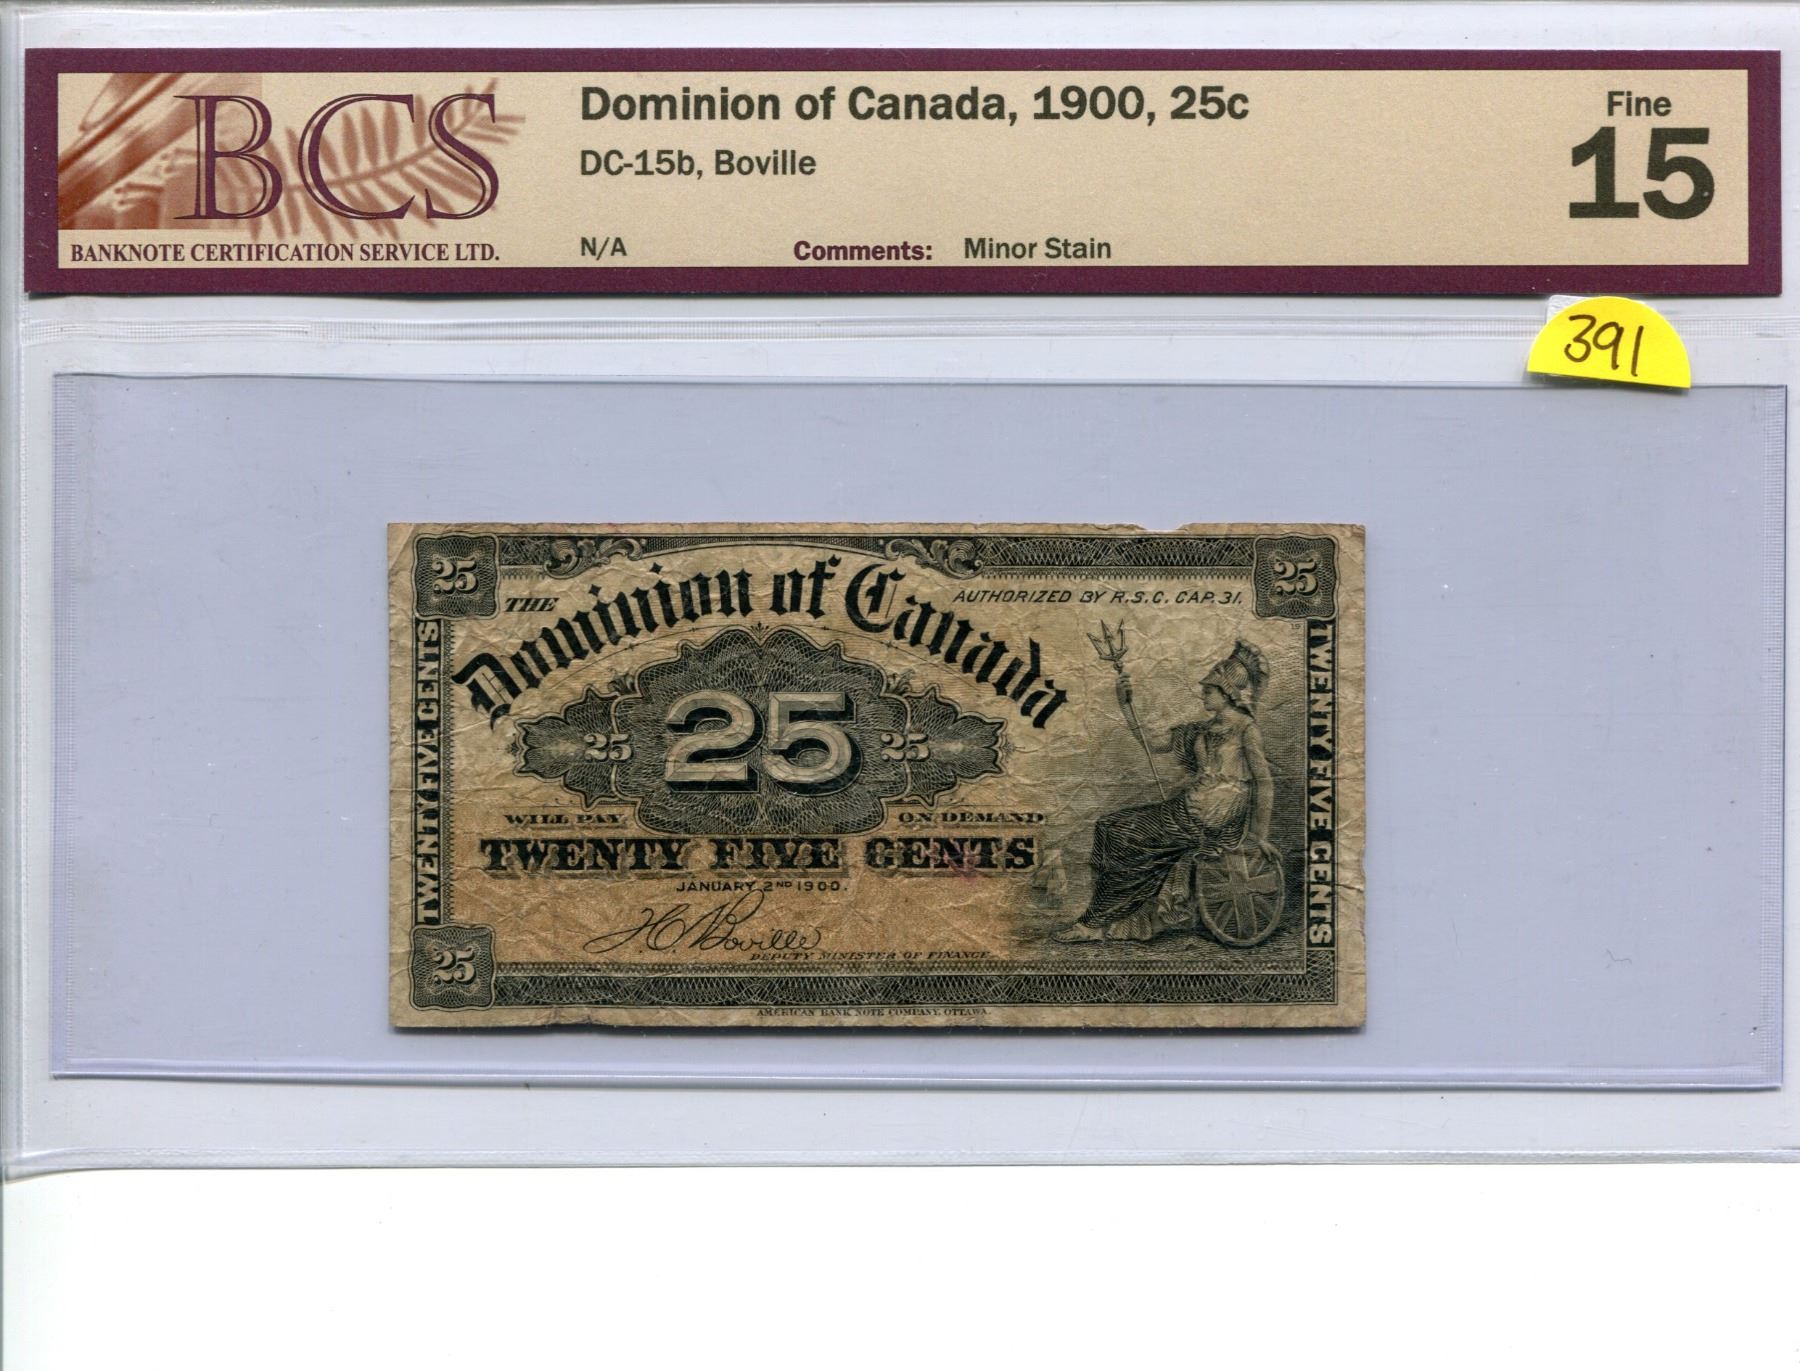 BCS
BANKNOTE CERTIFICATION SERVICE LTD.
Dominion of Canada, 1900, 25c
DC-15b, Boville
N/A
Comments: Minor Stain
Fine
15
391
25
25
THE
Dominion of Canada
AUTHORIZED BY R.S.C. CAP. 31.
TWENTY FIVE CENTS
25
25
25
TWENTY FIVE CENTS
WILL PAY ON DEMAND
TWENTY FIVE CENTS
JANUARY 2ND 1900.
H C Boville
DEPUTY MINISTER OF FINANCE
25
AMERICAN BANK NOTE COMPANY, OTTAWA.